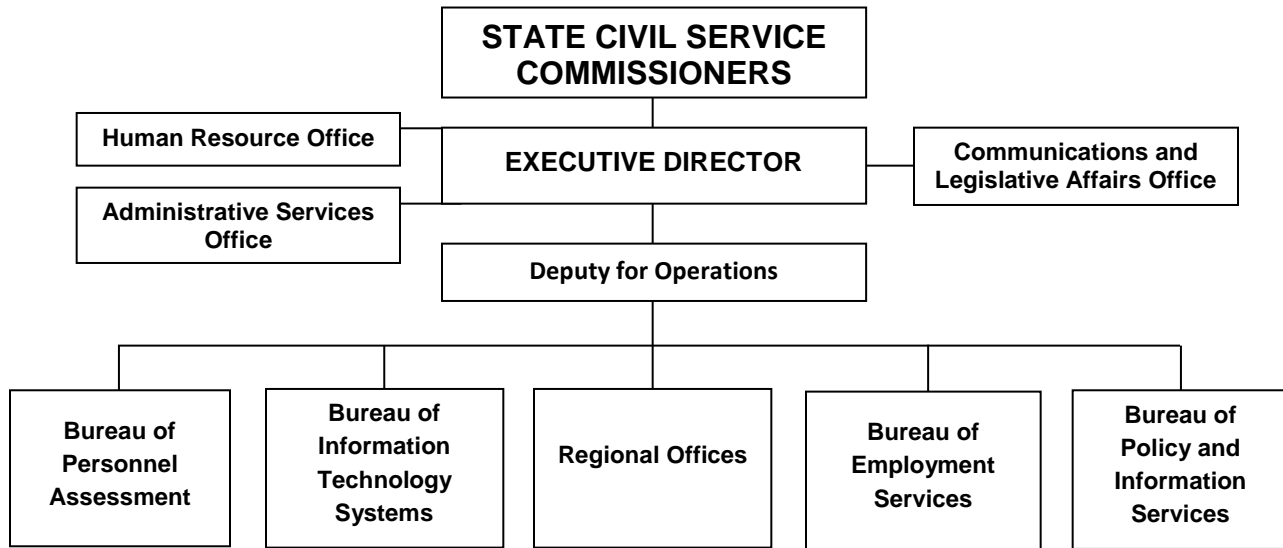 STATE CIVIL SERVICE
COMMISSIONERS
Human Resource Office
EXECUTIVE DIRECTOR
Communications and
Legislative Affairs Office
Administrative Services
Office
Deputy for Operations
Bureau of
Personnel
Assessment
Bureau of
Information
Technology
Systems
Regional Offices
Bureau of
Employment
Services
Bureau of
Policy and
Information
Services